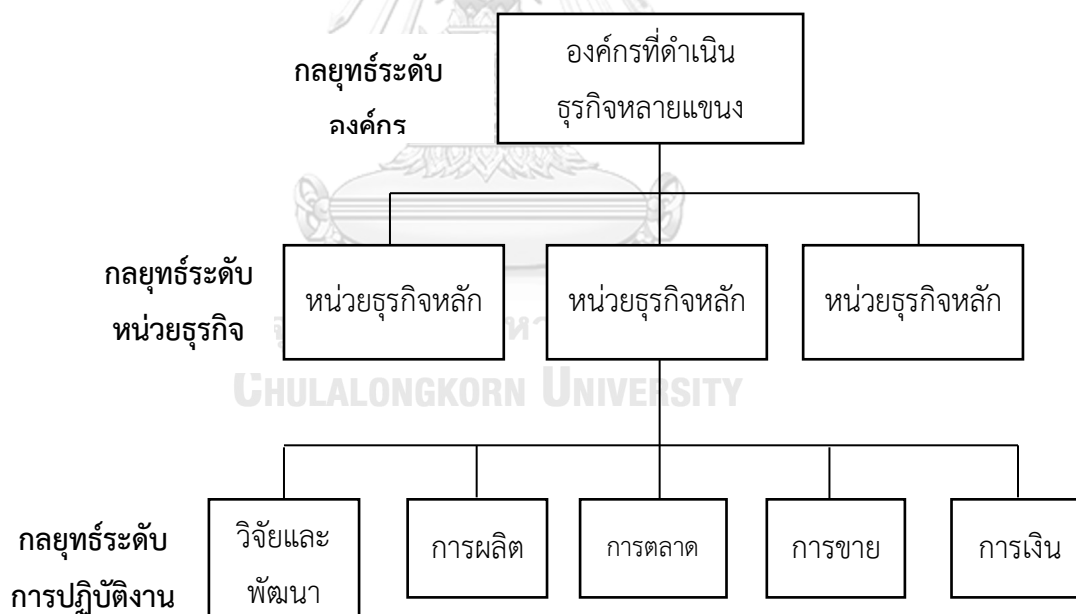 กลยุทธ์ระดับ
องค์กร
องค์กรที่ดำเนิน
ธุรกิจหลายแขนง
กลยุทธ์ระดับ
หน่วยธุรกิจ
หน่วยธุรกิจหลัก
หน่วยธุรกิจหลัก
หน่วยธุรกิจหลัก
CHULALONGKORN UNIVERSITY
กลยุทธ์ระดับ
การปฏิบัติงาน
วิจัยและ
พัฒนา
การผลิต
การตลาด
การขาย
การเงิน